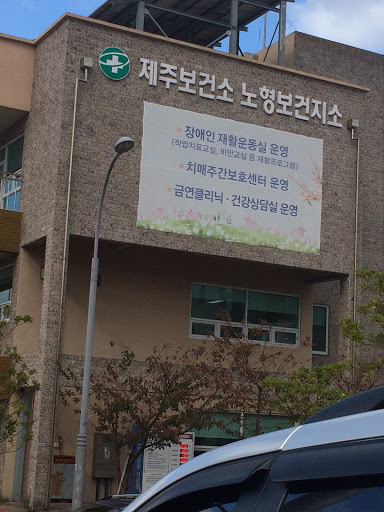 제주보건소 노형보건지소
장애인 재활운동실 운영
(작업치료교실, 비만교실 등 재활프로그램)
치매주간보호센터 운영
금연클리닉 · 건강상담실 운영